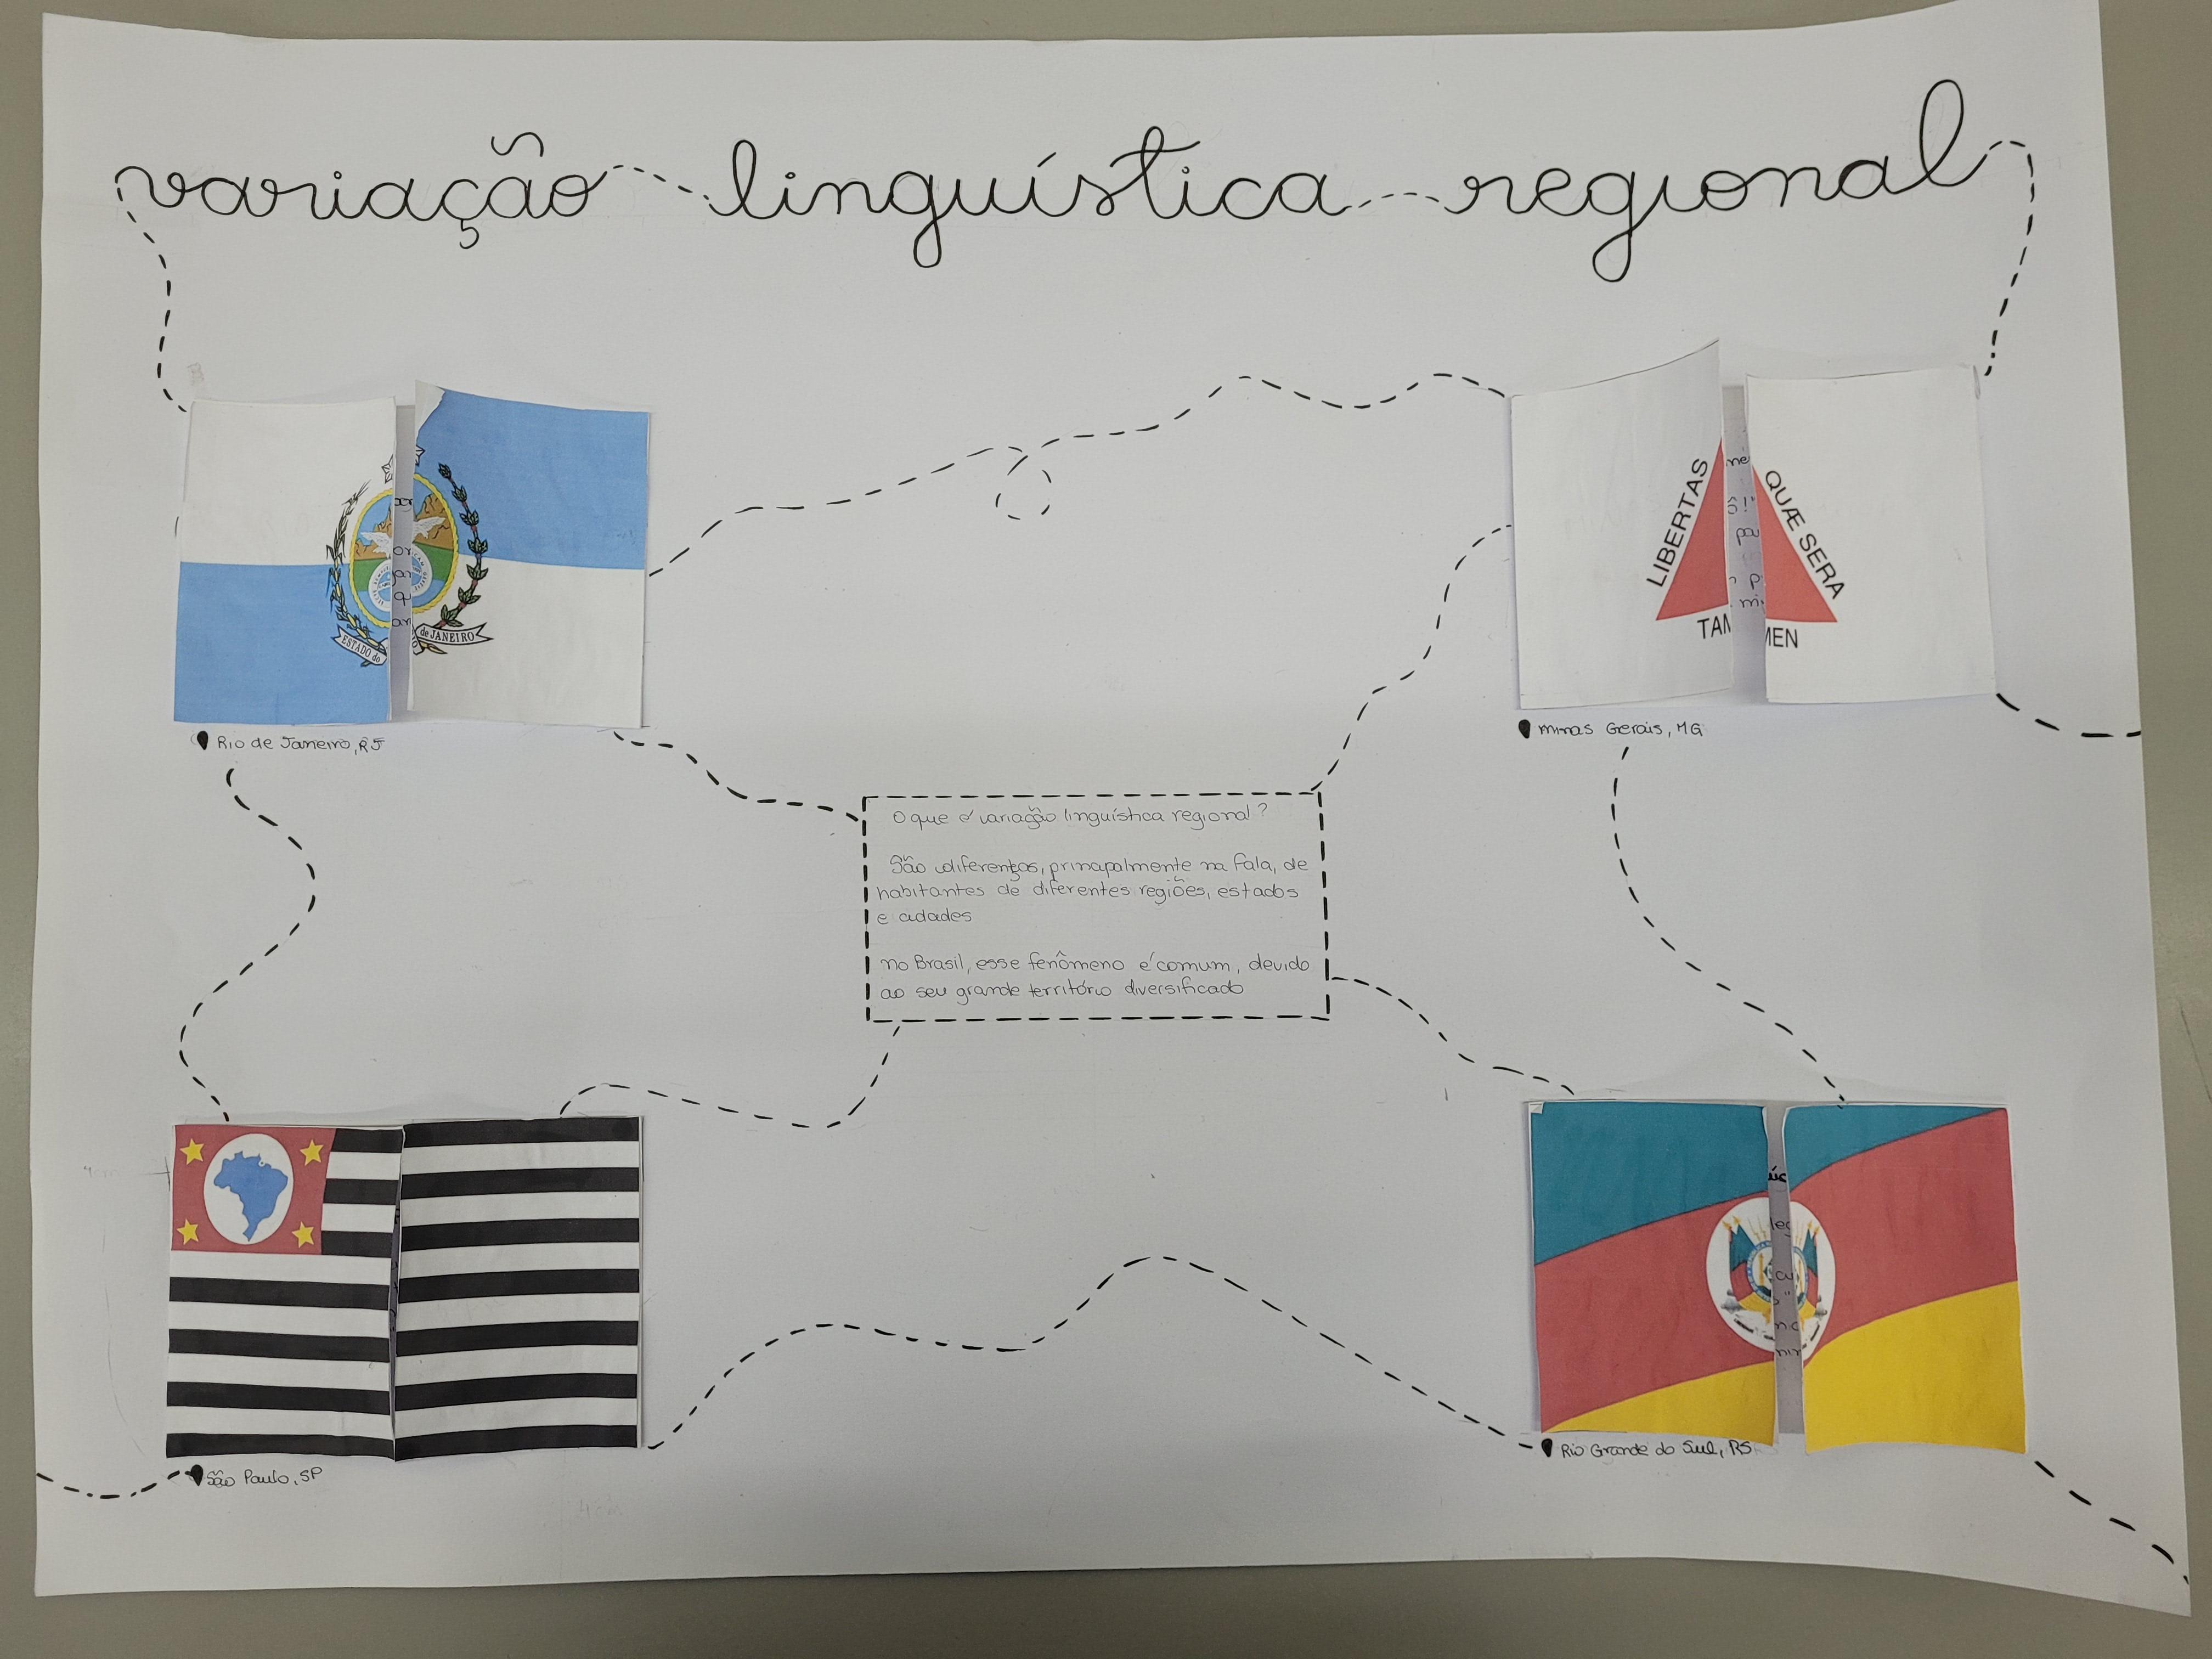 variação linguística regional
LIBERTAS
QUÆ SERA
TAM
MEN
ESTADO do
de JANEIRO
Rio de Janeiro, RJ
Minas Gerais, MG
O que é variação linguística regional?
São diferenças, principalmente na fala, de
habitantes de diferentes regiões, estados
e cidades
no Brasil, esse fenômeno é comum, devido
ao seu grande território diversificado
São Paulo, SP
Rio Grande do Sul, RS